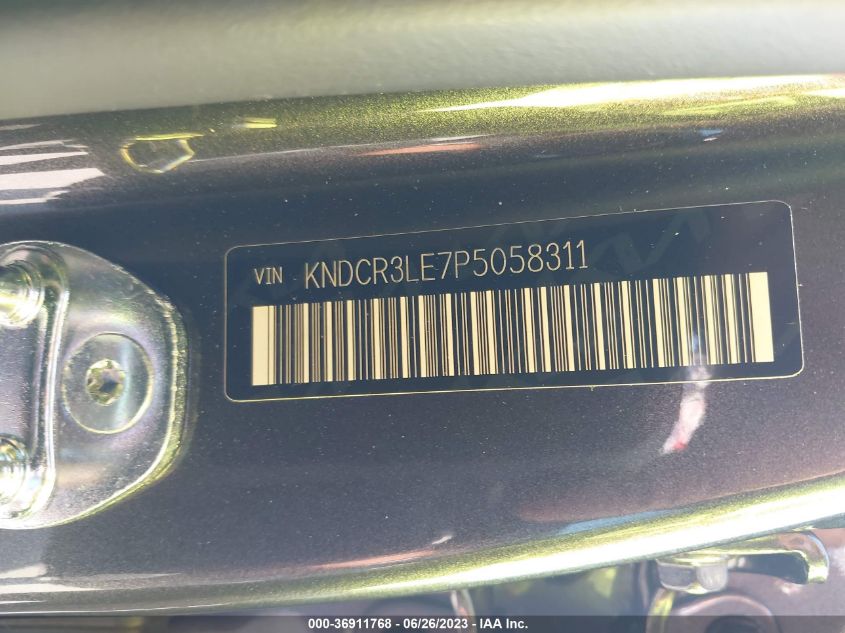 VIN KNDCR3LE7P5058311
000-36911768 - 06/26/2023 - IAA Inc.